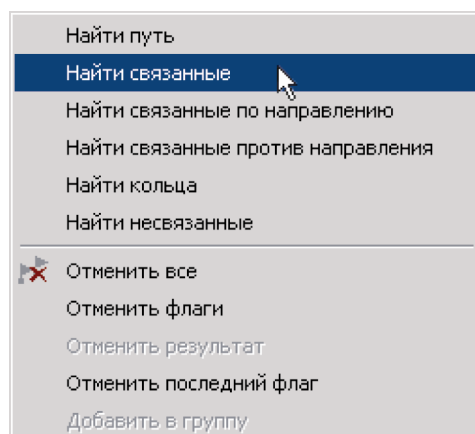 Найти путь
Найти связанные
Найти связанные по направлению
Найти связанные против направления
Найти кольца
Найти несвязанные
Отменить все
Отменить флаги
Отменить результат
Отменить последний флаг
Добавить в группу